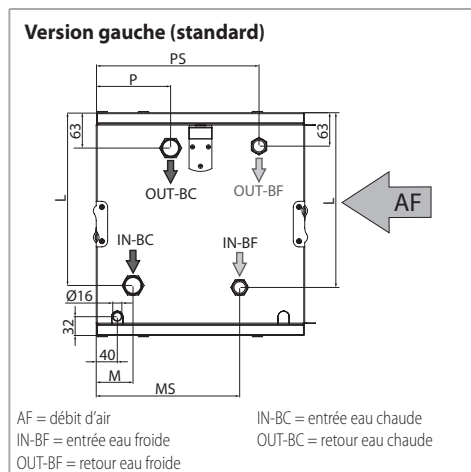 Version gauche (standard)
PS
P
63
63
OUT-BC
OUT-BF
L
L
AF
IN-BC
IN-BF
Ø16
32
40
M
MS
AF = débit d'air
IN-BF = entrée eau froide
OUT-BF = retour eau froide
IN-BC = entrée eau chaude
OUT-BC = retour eau chaude